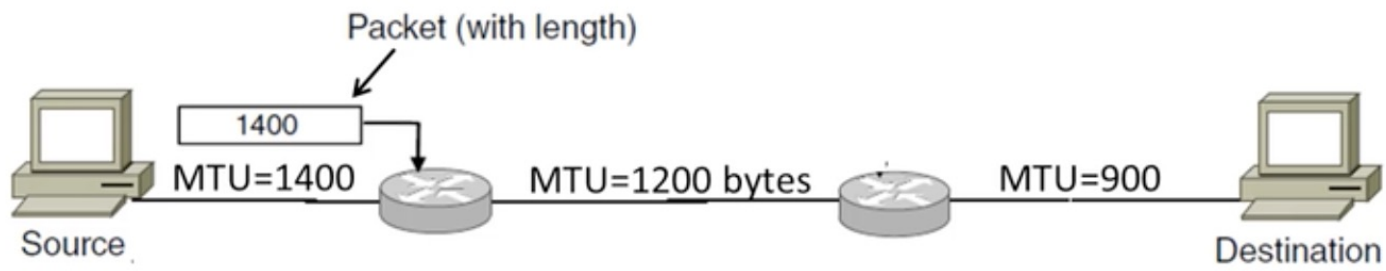 Packet (with length)
1400
MTU=1400
MTU=1200 bytes
MTU=900
Source
Destination